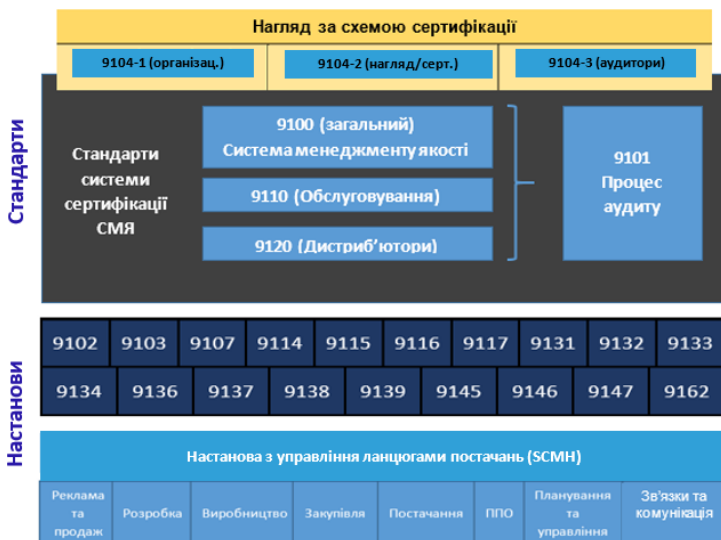 Нагляд за схемою сертифікації
9104-1 (організац.)
9104-2 (нагляд/серт.)
9104-3 (аудитори)
Стандарти
Стандарти
системи
сертифікації
СМЯ
9100 (загальний)
Система менеджменту якості
9110 (Обслуговування)
9120 (Дистриб’ютори)
9101
Процес
аудиту
Настанови
9102 9103 9107 9114 9115 9116 9117 9131 9132 9133
9134 9136 9137 9138 9139 9145 9146 9147 9162
Настанова з управління ланцюгами постачань (SCMH)
Реклама
та
продаж
Розробка
Виробництво
Закупівля
Постачання
ППО
Планування
та
управління
Зв'язки та
комунікація